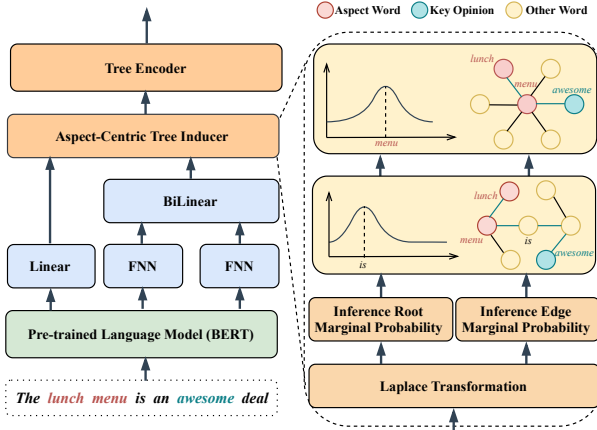 Aspect Word Key Opinion Other Word
Tree Encoder
Aspect-Centric Tree Inducer
BiLinear
Linear
FNN
FNN
Pre-trained Language Model (BERT)
The lunch menu is an awesome deal
lunch
menu
awesome
menu
lunch
menu
is
awesome
is
Inference Root
Marginal Probability
Inference Edge
Marginal Probability
Laplace Transformation